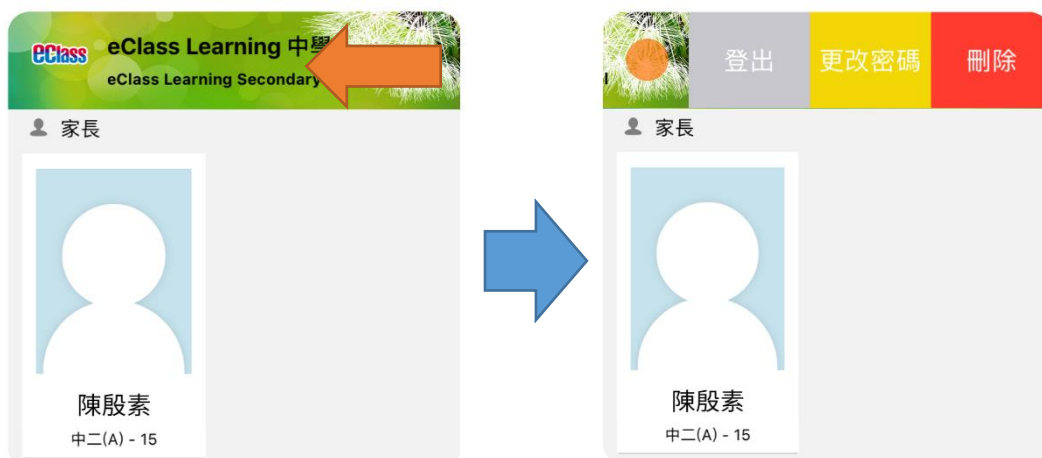 eClass
eClass Learning 中學
eClass Learning Secondary
家長
陳殷素
中二(A) - 15
登出
更改密碼
刪除
家長
陳殷素
中二(A) - 15